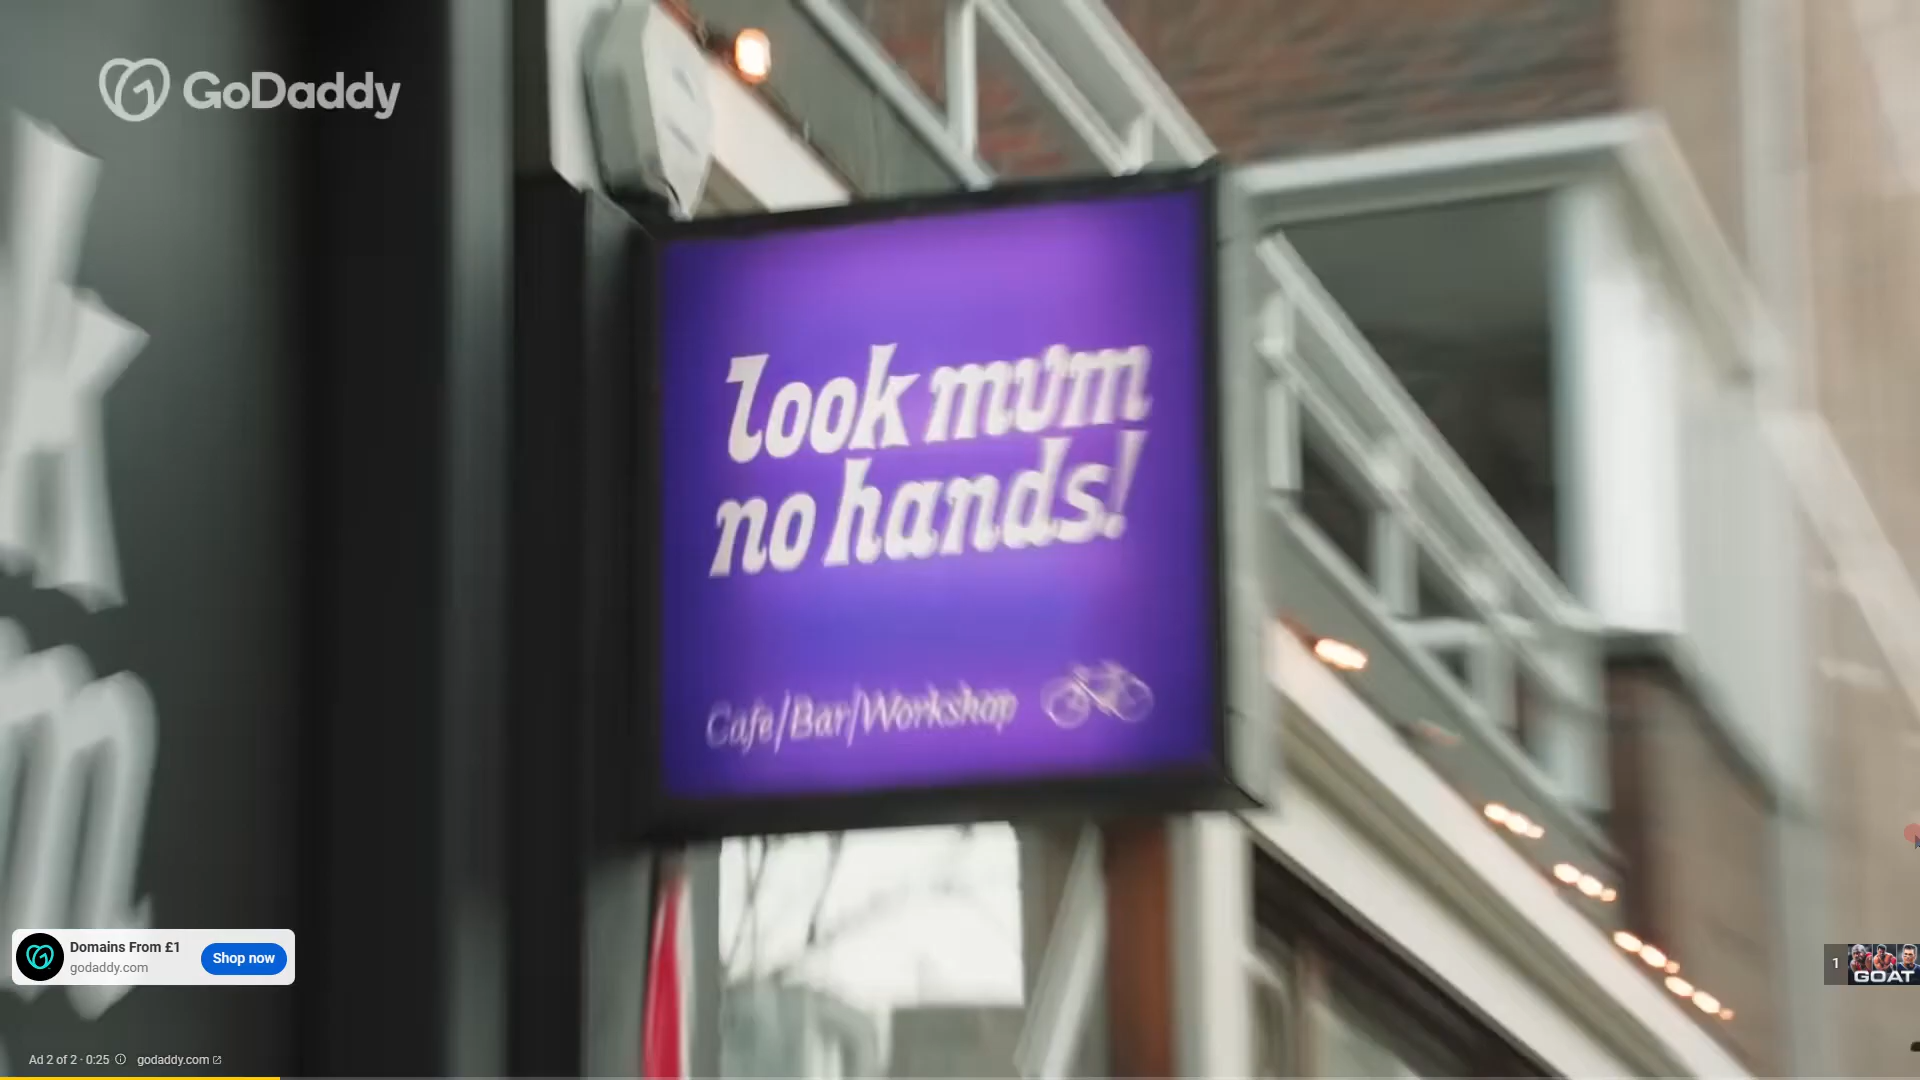 GoDaddy
look mum
no hands!
Cafe/Bar/Workshop
Domains From £1
godaddy.com
Shop now
1
GOAT
Ad 2 of 2 · 0:25
godaddy.com